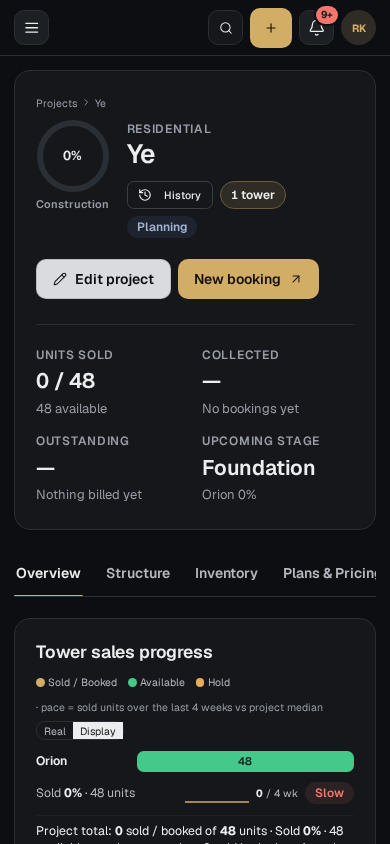 9+
RK
Projects > Ye
0%
Construction
RESIDENTIAL
Ye
History
1 tower
Planning
Edit project
New booking
UNITS SOLD
0 / 48
48 available
COLLECTED
—
No bookings yet
OUTSTANDING
—
Nothing billed yet
UPCOMING STAGE
Foundation
Orion 0%
Overview Structure Inventory Plans & Pricing
Tower sales progress
Sold / Booked Available Hold
· pace = sold units over the last 4 weeks vs project median
Real Display
Orion 48
Sold 0% · 48 units 0 / 4 wk Slow
Project total: 0 sold / booked of 48 units · Sold 0% · 48